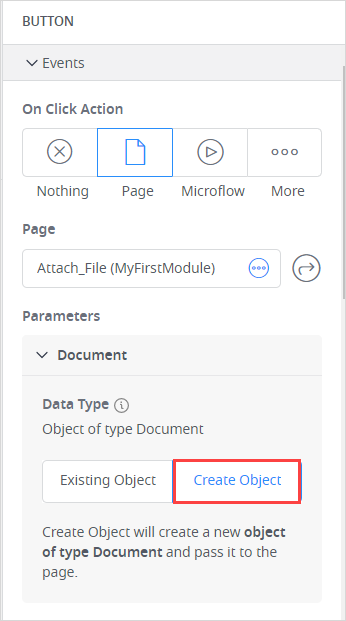 BUTTON
Events
On Click Action
Nothing Page Microflow More
Page
Attach_File (MyFirstModule)
Parameters
Document
Data Type
Object of type Document
Existing Object Create Object
Create Object will create a new object
of type Document and pass it to the
page.